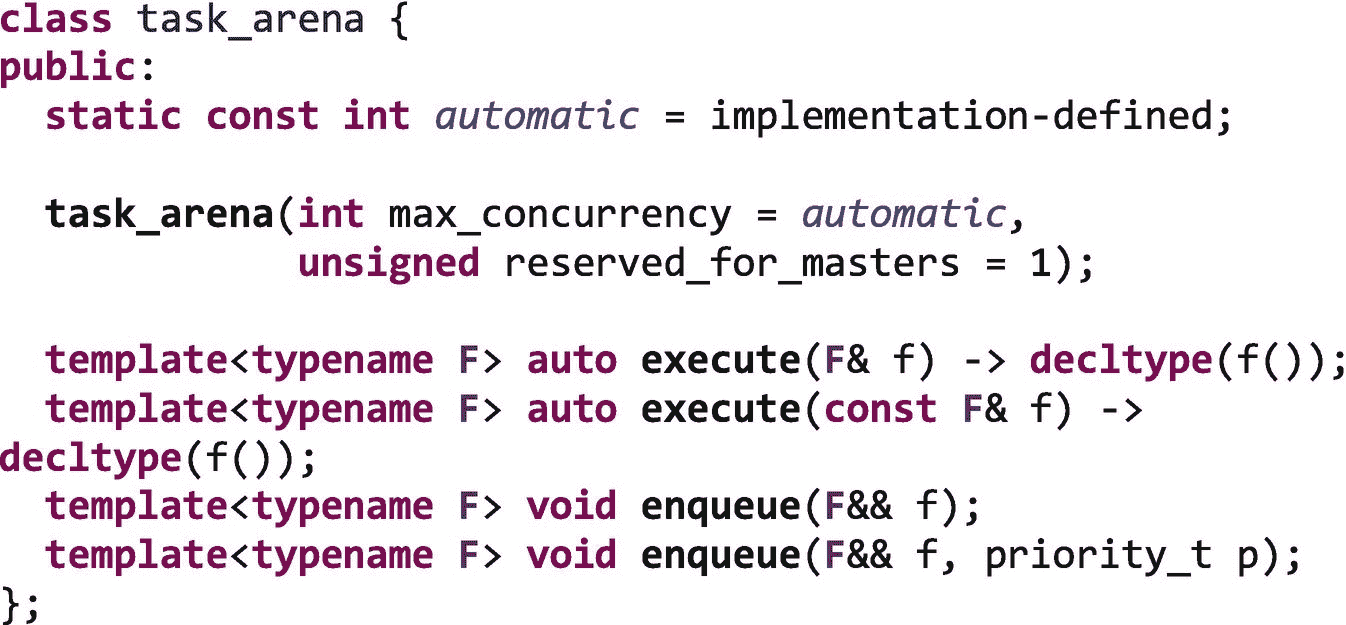 class task_arena {
public:
  static const int automatic = implementation-defined;

  task_arena(int max_concurrency = automatic,
             unsigned reserved_for_masters = 1);

  template<typename F> auto execute(F& f) -> decltype(f());
  template<typename F> auto execute(const F& f) ->
decltype(f());
  template<typename F> void enqueue(F&& f);
  template<typename F> void enqueue(F&& f, priority_t p);
};